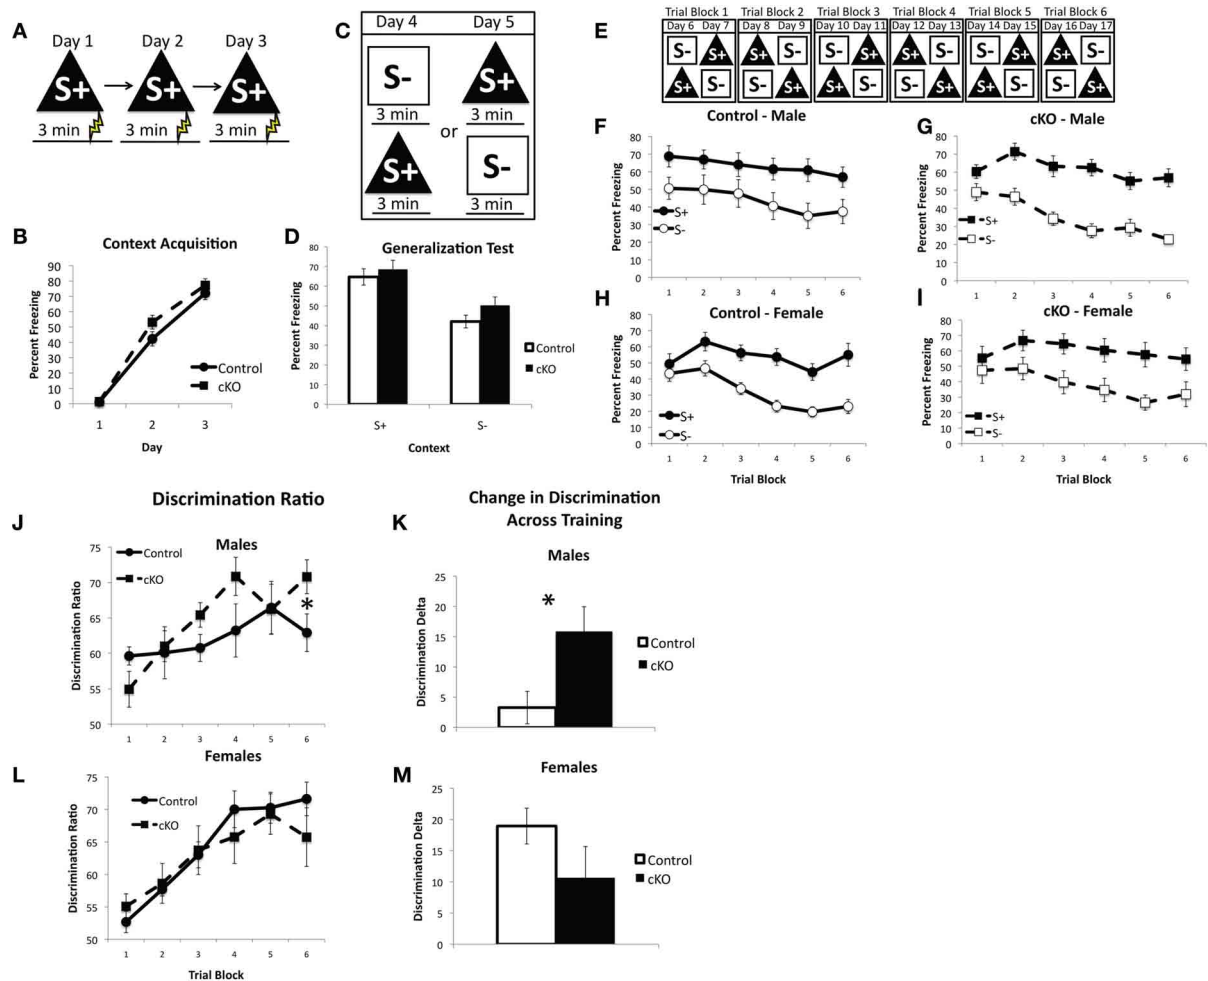 A
Day 1 Day 2 Day 3
S+ S+ S+
3 min 3 min 3 min
B
Context Acquisition
Percent Freezing
90
80
70
60
50
40
30
20
10
0
Control
cKO
1 2 3
Day
C
Day 4 Day 5
S- S+
3 min 3 min
or
S+ S-
3 min 3 min
D
Generalization Test
Percent Freezing
80
70
60
50
40
30
20
10
0
Control
cKO
S+ S-
Context
E
Trial Block 1 Trial Block 2 Trial Block 3 Trial Block 4 Trial Block 5 Trial Block 6
Day 6 Day 7 Day 8 Day 9 Day 10 Day 11 Day 12 Day 13 Day 14 Day 15 Day 16 Day 17
S- S+ S+ S- S- S+ S+ S- S- S+ S+ S-
S+ S- S- S+ S+ S- S- S+ S+ S- S- S+
F
Control - Male
Percent Freezing
80
70
60
50
40
30
20
10
0
S+
S-
1 2 3 4 5 6
G
cKO - Male
Percent Freezing
80
70
60
50
40
30
20
10
0
S+
S-
1 2 3 4 5 6
H
Control - Female
Percent Freezing
80
70
60
50
40
30
20
10
0
S+
S-
1 2 3 4 5 6
Trial Block
I
cKO - Female
Percent Freezing
80
70
60
50
40
30
20
10
0
S+
S-
1 2 3 4 5 6
Trial Block
Discrimination Ratio
J
Males
Discrimination Ratio
75
70
65
60
55
50
Control
cKO
*
1 2 3 4 5 6
Change in Discrimination
Across Training
K
Males
Discrimination Delta
25
20
15
10
5
0
*
Control
cKO
L
Females
Discrimination Ratio
75
70
65
60
55
50
Control
cKO
1 2 3 4 5 6
Trial Block
M
Females
Discrimination Delta
25
20
15
10
5
0
Control
cKO